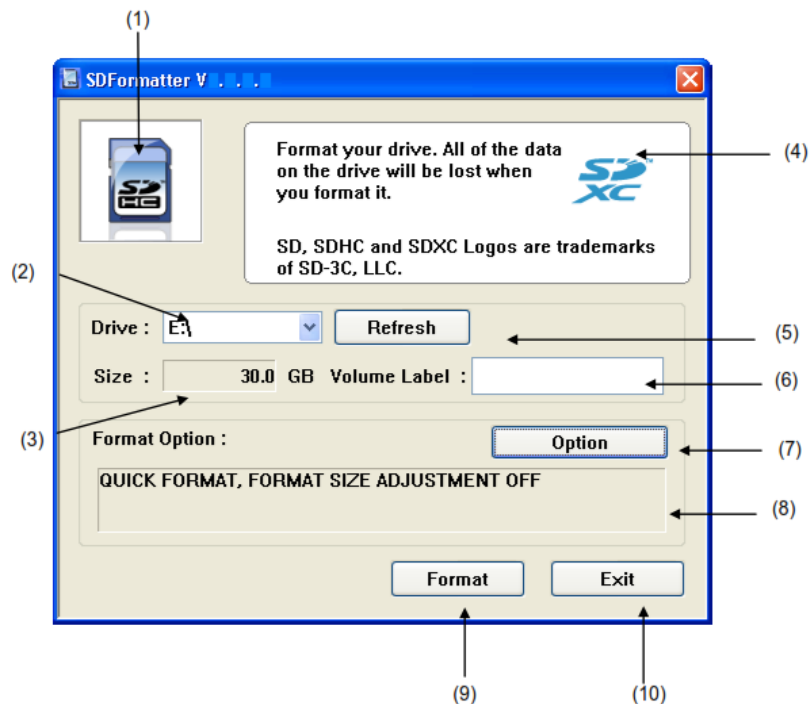 (1)
SDFormatter V . . .
SD
HC
Format your drive. All of the data
on the drive will be lost when
you format it.
SD
XC
™
(4)
SD, SDHC and SDXC Logos are trademarks
of SD-3C, LLC.
(2)
Drive : E:\ Refresh
(5)
Size : 30.0 GB Volume Label :
(6)
(3)
Format Option : Option
(7)
QUICK FORMAT, FORMAT SIZE ADJUSTMENT OFF
(8)
Format Exit
(9) (10)